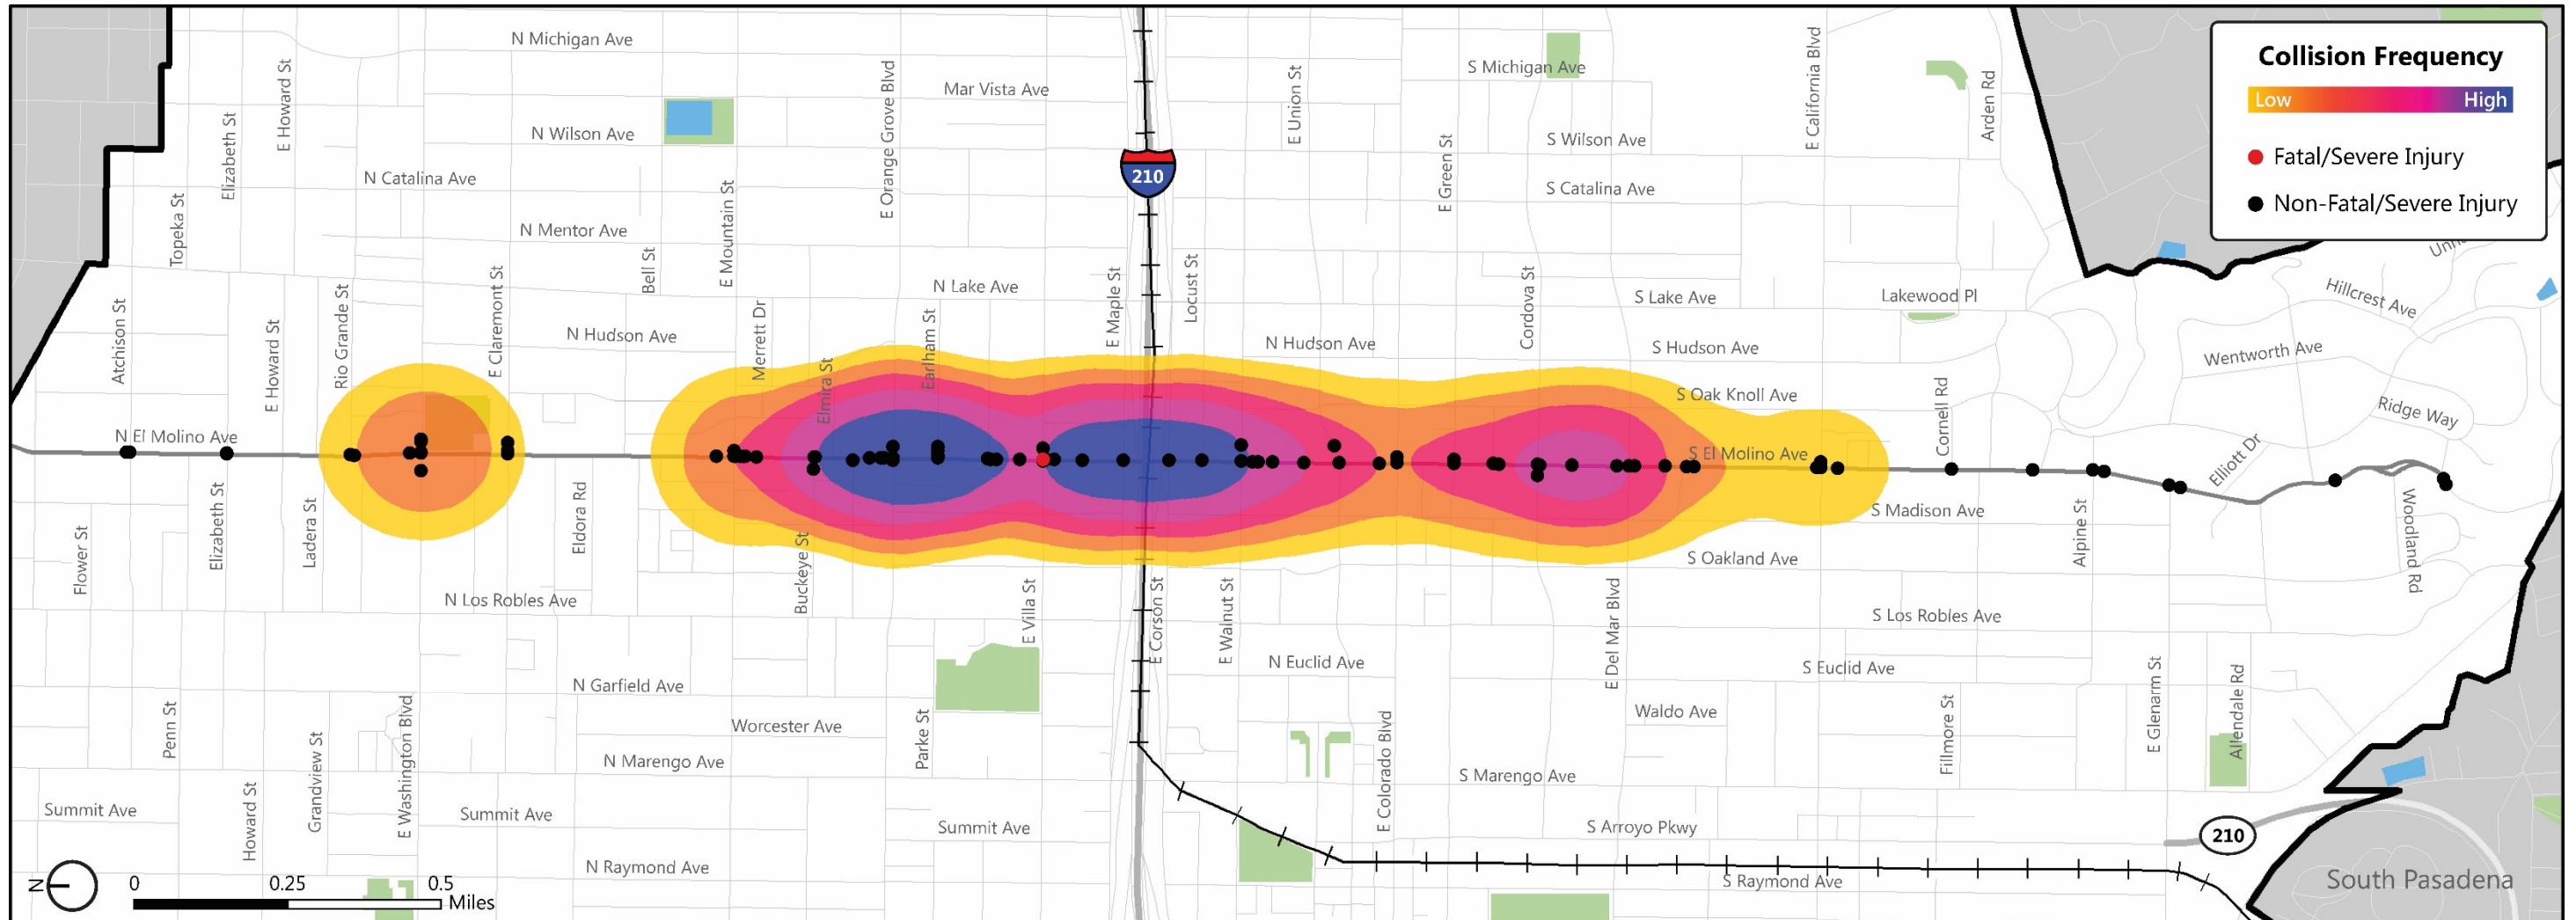 Collision Frequency
Low High
Fatal/Severe Injury
Non-Fatal/Severe Injury
N Michigan Ave
S Michigan Ave
Mar Vista Ave
N Wilson Ave
S Wilson Ave
N Catalina Ave
S Catalina Ave
N Mentor Ave
N Lake Ave
S Lake Ave
Lakewood Pl
N Hudson Ave
N Hudson Ave
S Hudson Ave
S Oak Knoll Ave
N El Molino Ave
S El Molino Ave
S Madison Ave
S Oakland Ave
N Los Robles Ave
S Los Robles Ave
N Euclid Ave
S Euclid Ave
N Garfield Ave
Worcester Ave
Waldo Ave
N Marengo Ave
S Marengo Ave
Summit Ave
Summit Ave
Summit Ave
S Arroyo Pkwy
N Raymond Ave
S Raymond Ave
Topeka St
Elizabeth St
E Howard St
Bell St
E Mountain St
E Orange Grove Blvd
210
E Union St
E Green St
E California Blvd
Arden Rd
Atchison St
E Howard St
Rio Grande St
E Claremont St
Merrett Dr
Elmira St
Earlham St
E Maple St
Locust St
Cordova St
Cornell Rd
Hillcrest Ave
Wentworth Ave
Ridge Way
Elliott Dr
Woodland Rd
Flower St
Elizabeth St
Ladera St
Eldora Rd
Buckeye St
E Villa St
E Corson St
E Walnut St
E Del Mar Blvd
Alpine St
Penn St
Howard St
Grandview St
E Washington Blvd
Parke St
E Colorado Blvd
Fillmore St
E Glenarm St
Allendale Rd
210
South Pasadena
N
0 0.25 0.5
Miles